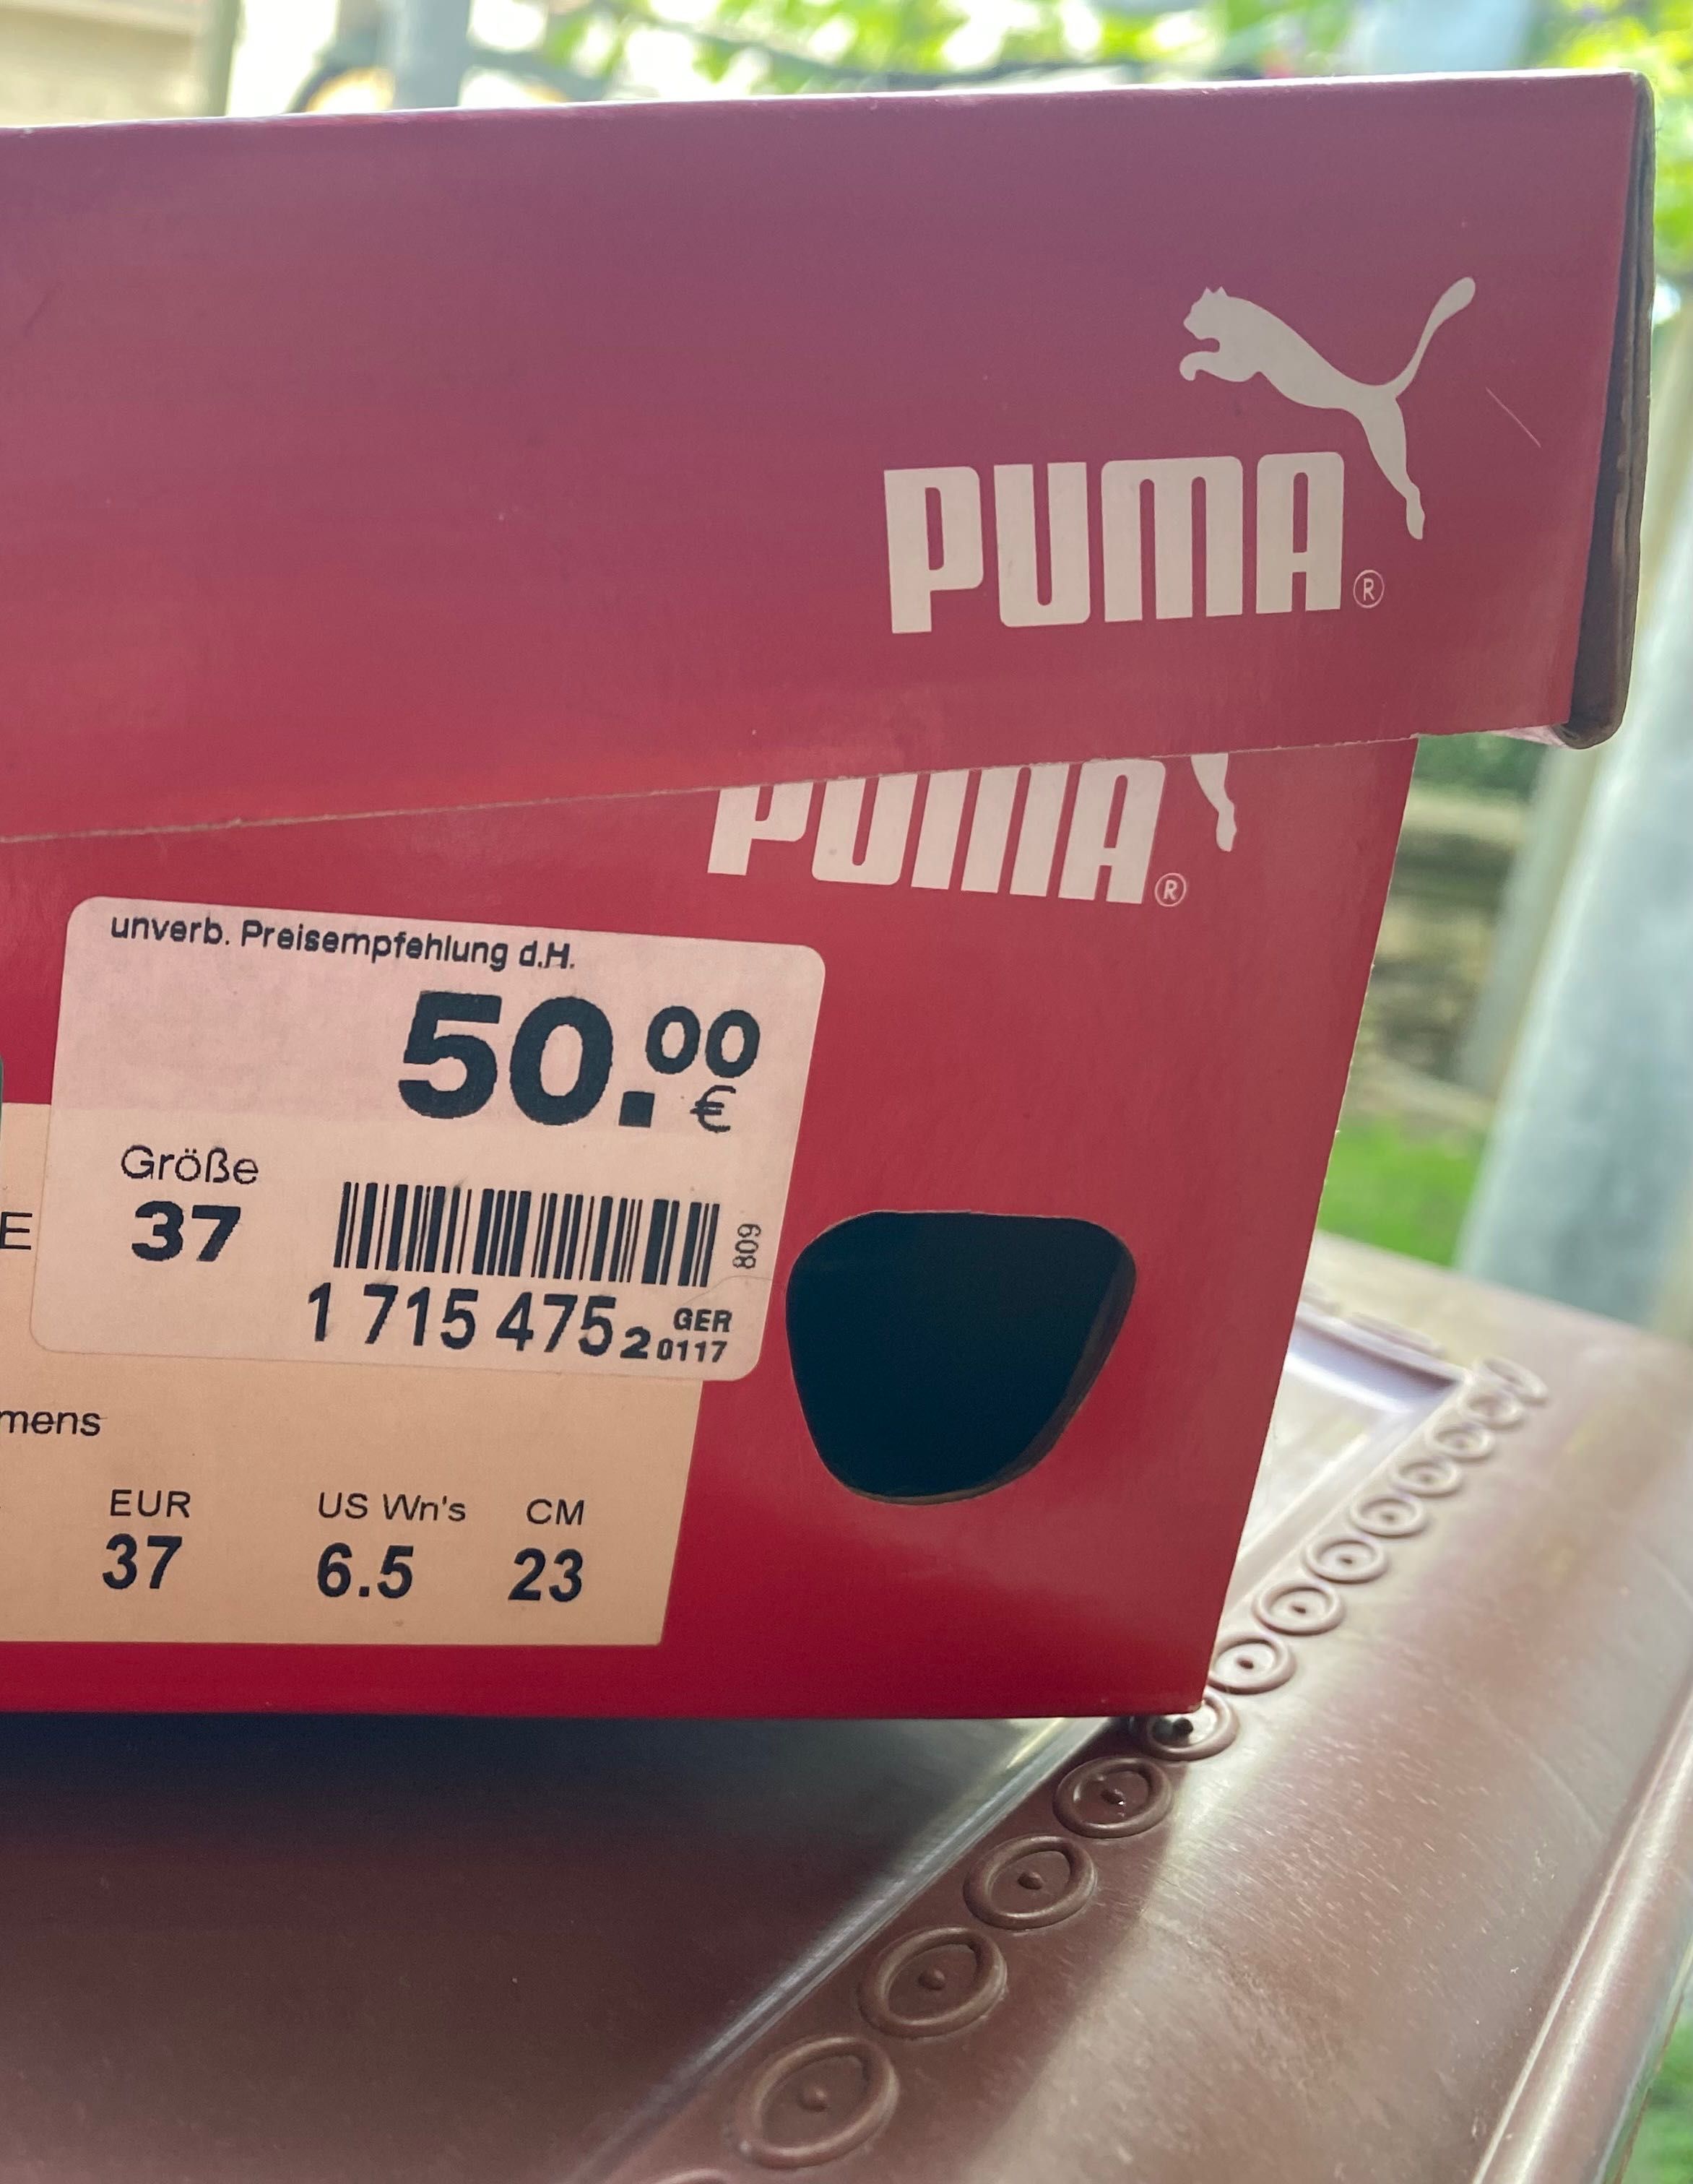 PUMA®
PUMA®
unverb. Preisempfehlung d.H.
50.00 €
Größe
37
809
1 715 475 2 GER 0117
E
mens
EUR US Wn's CM
37 6.5 23